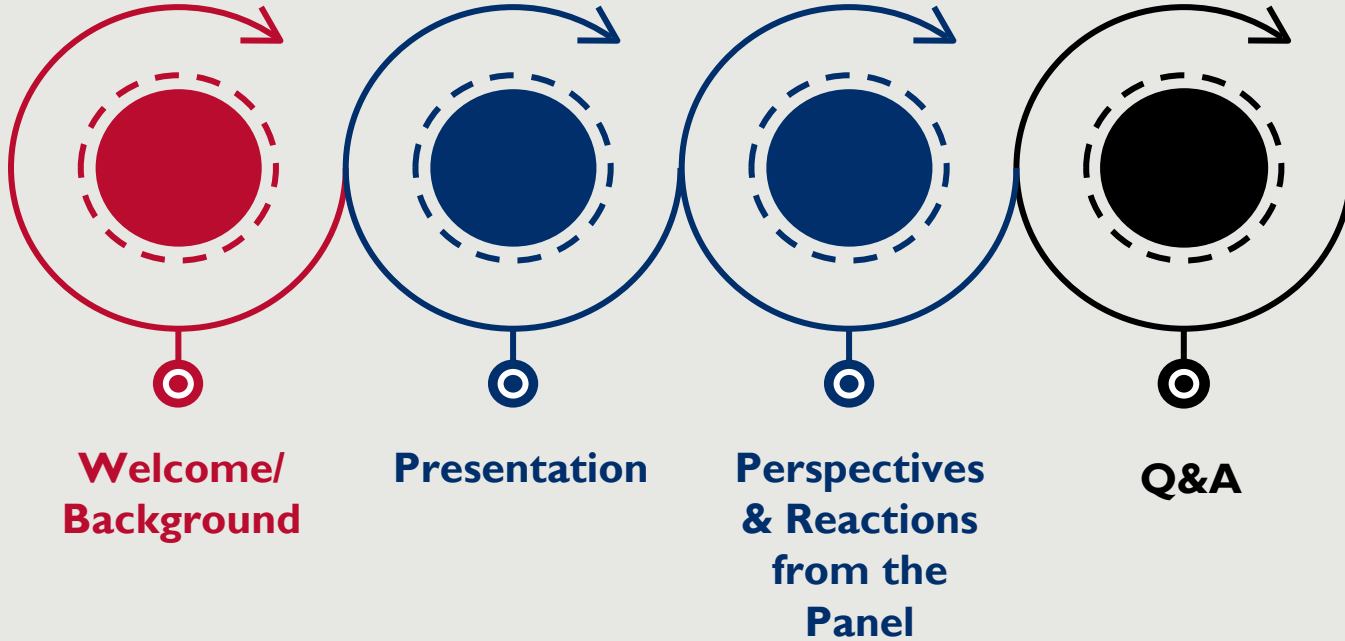 Welcome/
Background
Presentation
Perspectives
& Reactions
from the
Panel
Q&A